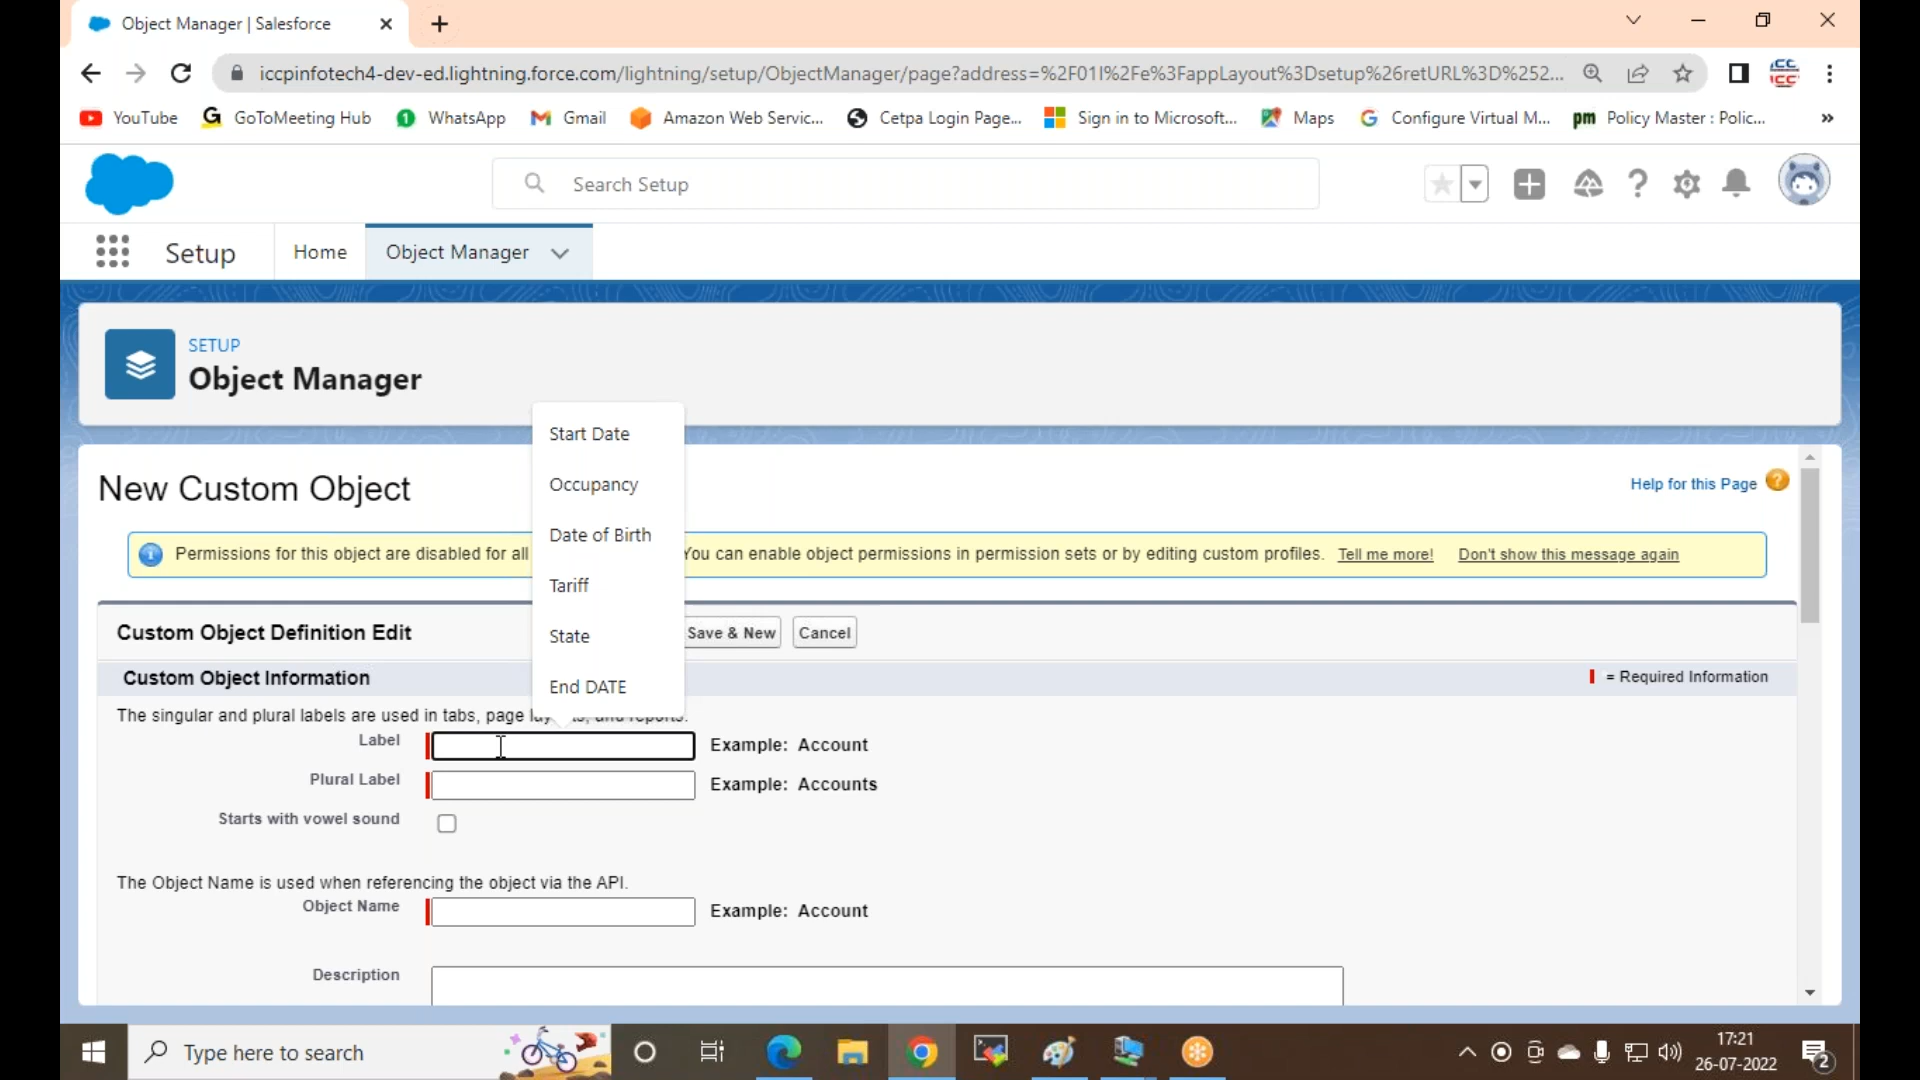 Object Manager | Salesforce
iccpinfotech4-dev-ed.lightning.force.com/lightning/setup/ObjectManager/page?address=%2F01I%2Fe%3FappLayout%3Dsetup%26retURL%3D%252...
YouTube GoToMeeting Hub WhatsApp Gmail Amazon Web Servic... Cetpa Login Page... Sign in to Microsoft... Maps Configure Virtual M... pm Policy Master : Polic... »
Search Setup
Setup Home Object Manager
SETUP
Object Manager
Start Date
Occupancy
Date of Birth
Tariff
State
End DATE
New Custom Object
Help for this Page
Permissions for this object are disabled for all You can enable object permissions in permission sets or by editing custom profiles. Tell me more! Don't show this message again
Custom Object Definition Edit Save & New Cancel
Custom Object Information = Required Information
The singular and plural labels are used in tabs, page
Label Example: Account
Plural Label Example: Accounts
Starts with vowel sound
The Object Name is used when referencing the object via the API.
Object Name Example: Account
Description
Type here to search
17:21
26-07-2022
2